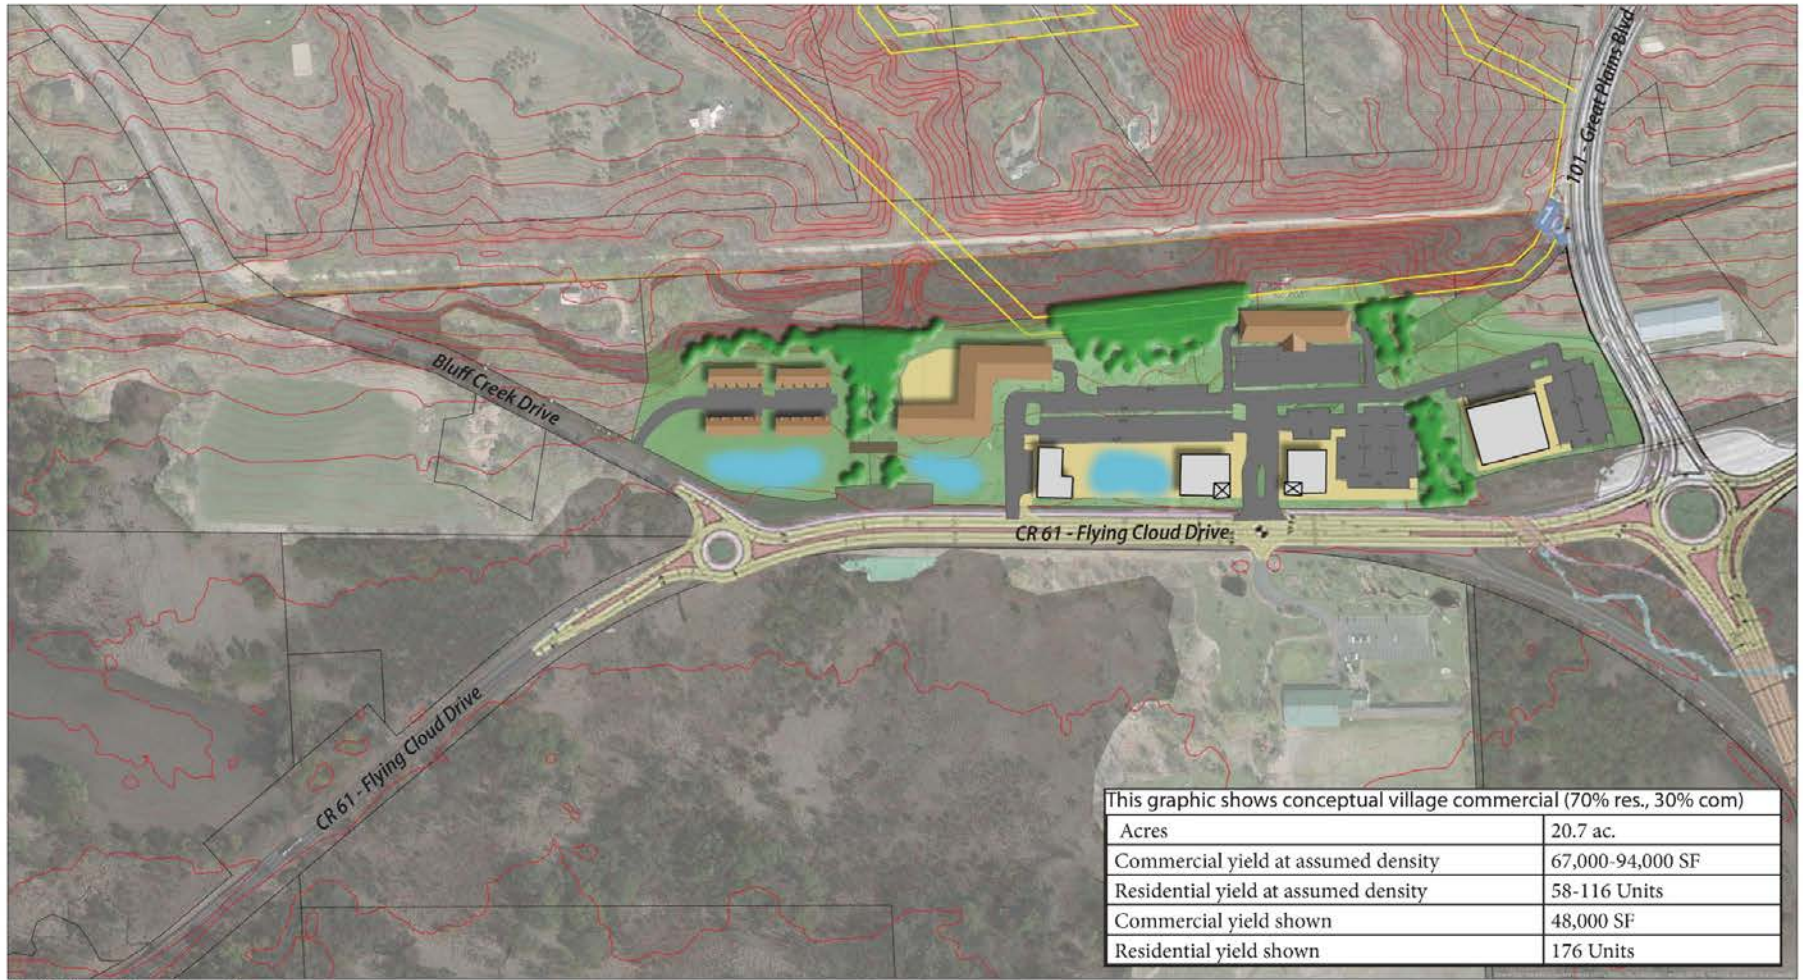 101 - Great Plains Blvd
Bluff Creek Drive
CR 61 - Flying Cloud Drive
CR 61 - Flying Cloud Drive
This graphic shows conceptual village commercial (70% res., 30% com)
Acres 20.7 ac.
Commercial yield at assumed density 67,000-94,000 SF
Residential yield at assumed density 58-116 Units
Commercial yield shown 48,000 SF
Residential yield shown 176 Units